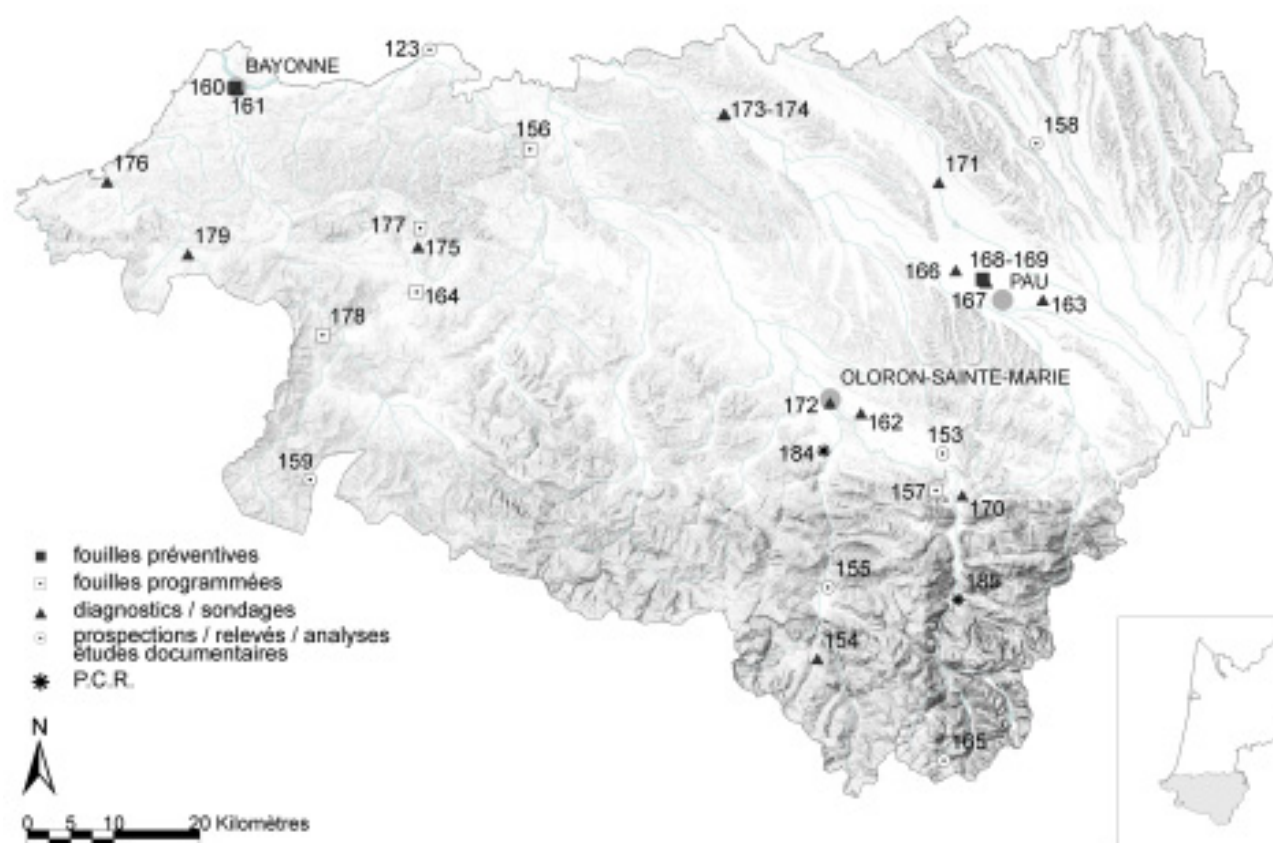 123
BAYONNE
160
161
156
173-174
158
176
171
177
175
179
166
168-169
PAU
167
163
164
178
OLORON-SAINTE-MARIE
172
162
153
184
159
157
170
fouilles préventives
fouilles programmées
155
185
diagnostics / sondages
prospections / relevés / analyses
études documentaires
154
P.C.R.
N
165
0 5 10 20 Kilomètres